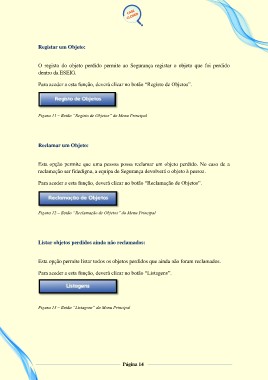 Registar um Objeto:
O registo do objeto perdido permite ao Segurança registar o objeto que foi perdido
dentro da ESEIG.
Para aceder a esta função, deverá clicar no botão "Registo de Objetos".
Registo de Objetos
Figura 11 – Botão "Registo de Objetos" do Menu Principal
Reclamar um Objeto:
Esta opção permite que uma pessoa possa reclamar um objeto perdido. No caso de a
reclamação ser fidedigna, a equipa de Segurança devolverá o objeto à pessoa.
Para aceder a esta função, deverá clicar no botão "Reclamação de Objetos".
Reclamação de Objetos
Figura 12 – Botão "Reclamação de Objetos" do Menu Principal
Listar objetos perdidos ainda não reclamados:
Esta opção permite listar todos os objetos perdidos que ainda não foram reclamados.
Para aceder a esta função, deverá clicar no botão "Listagens".
Listagens
Figura 13 – Botão "Listagens" do Menu Principal
Página 14